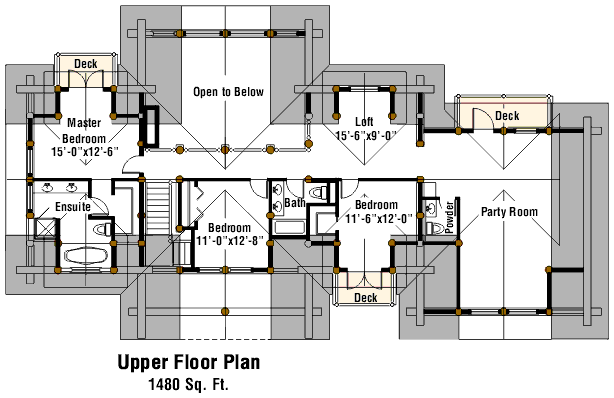 Deck
Master
Bedroom
15'-0"x12'-6"
Open to Below
Loft
15'-6"x9'-0"
Deck
Ensuite
Bedroom
11'-0"x12'-8"
Bath
Bedroom
11'-6"x12'-0"
Powder
Party Room
Deck
Upper Floor Plan
1480 Sq. Ft.